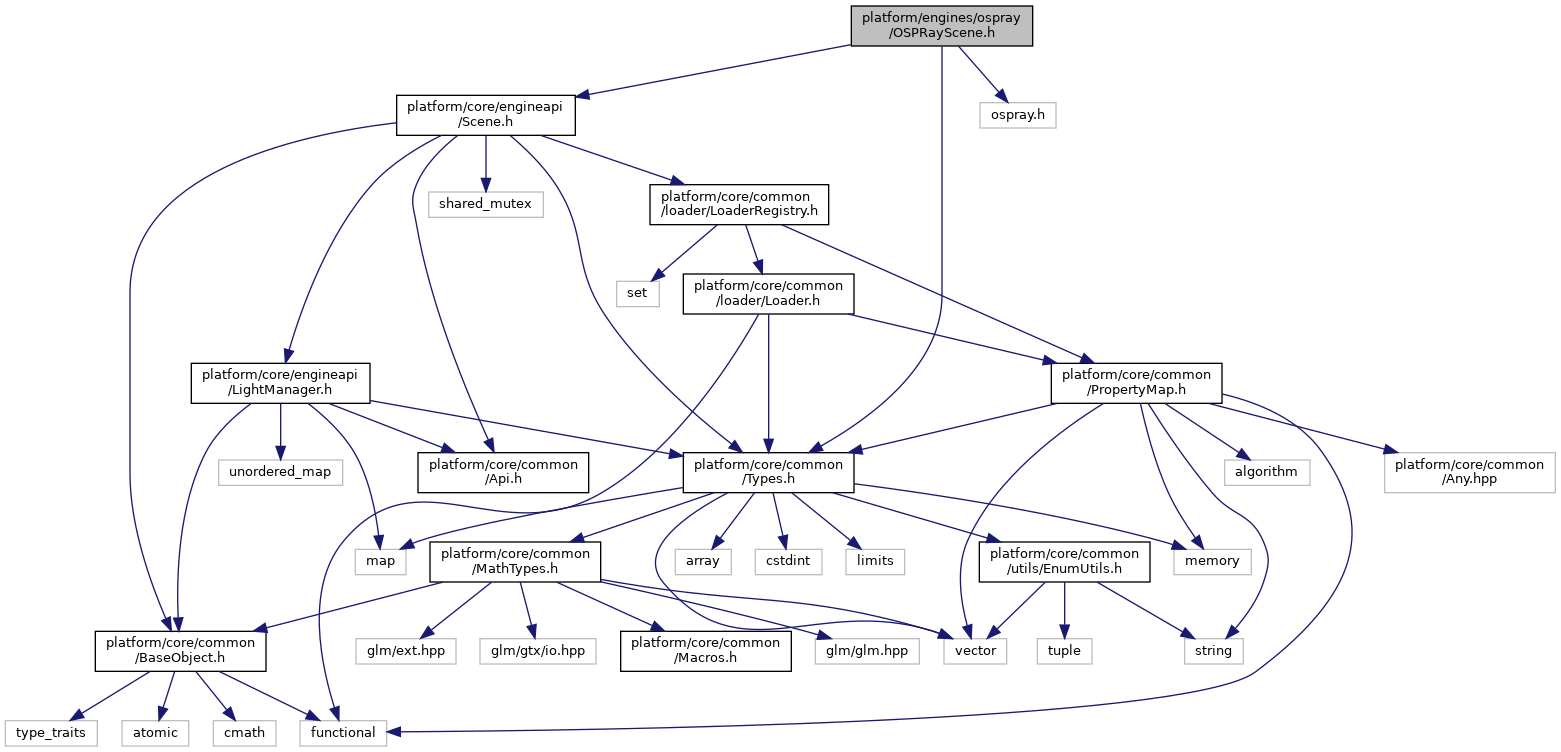 platform/engines/ospray
/OSPRayScene.h
platform/core/engineapi
/Scene.h
ospray.h
shared_mutex
platform/core/common
/loader/LoaderRegistry.h
set
platform/core/common
/loader/Loader.h
platform/core/engineapi
/LightManager.h
platform/core/common
/PropertyMap.h
unordered_map
platform/core/common
/Api.h
platform/core/common
/Types.h
algorithm
platform/core/common
/Any.hpp
map
platform/core/common
/MathTypes.h
array
cstdint
limits
platform/core/common
/utils/EnumUtils.h
memory
platform/core/common
/BaseObject.h
glm/ext.hpp
glm/gtx/io.hpp
platform/core/common
/Macros.h
glm/glm.hpp
vector
tuple
string
type_traits
atomic
cmath
functional